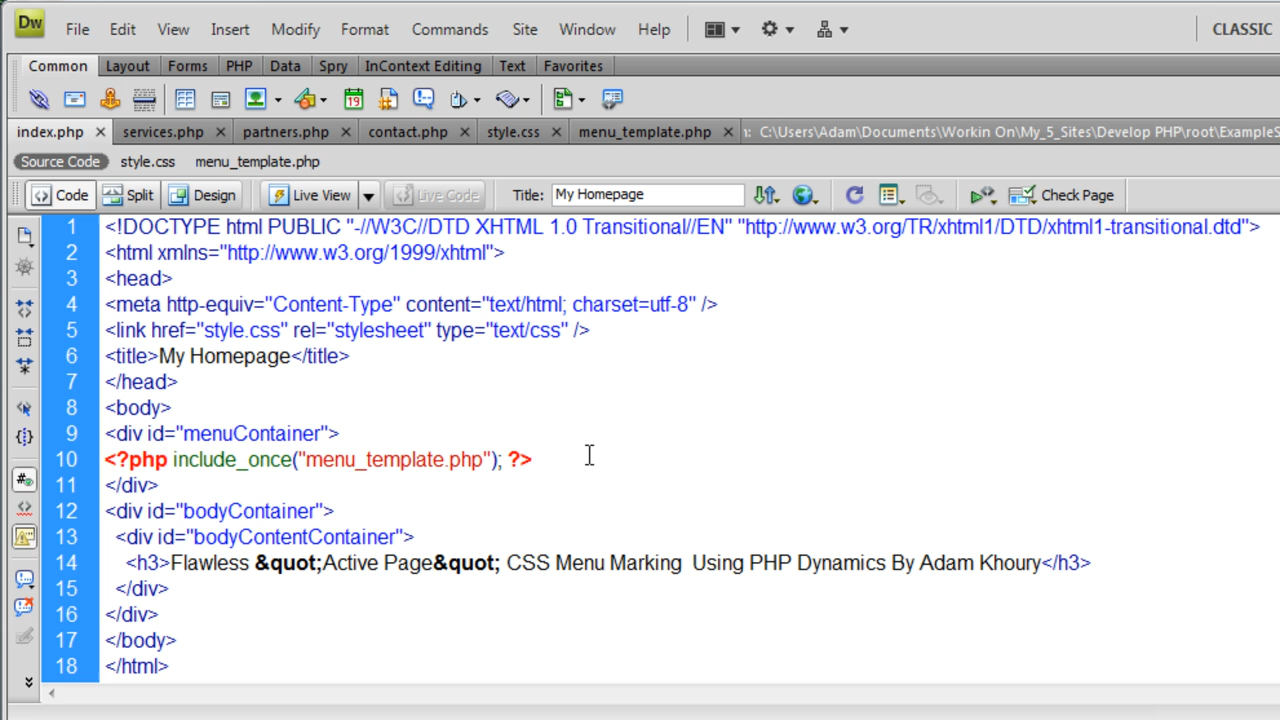 Dw File Edit View Insert Modify Format Commands Site Window Help CLASSIC
Common Layout Forms PHP Data Spry InContext Editing Text Favorites
19
index.php services.php partners.php contact.php style.css menu_template.php C:\Users\Adam\Documents\Workin On\My_5_Sites\Develop PHP\root\ExampleS
Source Code style.css menu_template.php
Code Split Design Live View Live Code Title: My Homepage Check Page
1 <!DOCTYPE html PUBLIC "-//W3C//DTD XHTML 1.0 Transitional//EN" "http://www.w3.org/TR/xhtml1/DTD/xhtml1-transitional.dtd">
2 <html xmlns="http://www.w3.org/1999/xhtml">
3 <head>
4 <meta http-equiv="Content-Type" content="text/html; charset=utf-8" />
5 <link href="style.css" rel="stylesheet" type="text/css" />
6 <title>My Homepage</title>
7 </head>
8 <body>
9 <div id="menuContainer">
10 <?php include_once("menu_template.php"); ?>
11 </div>
12 <div id="bodyContainer">
13 <div id="bodyContentContainer">
14 <h3>Flawless &quot;Active Page&quot; CSS Menu Marking  Using PHP Dynamics By Adam Khoury</h3>
15 </div>
16 </div>
17 </body>
18 </html>